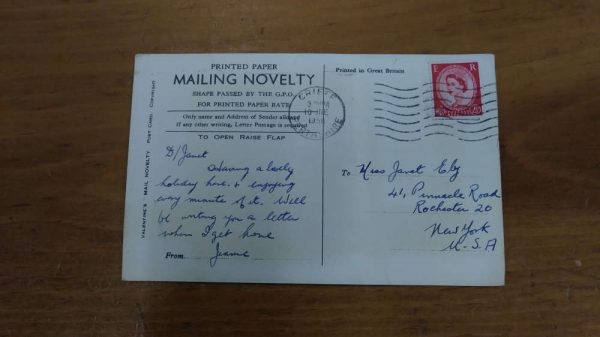 PRINTED PAPER
MAILING NOVELTY
SHAPE PASSED BY THE G.P.O.
FOR PRINTED PAPER RATE
Only name and Address of Sender allowed
If any other writing, Letter Postage is required
TO OPEN RAISE FLAP
D/Janet
Having a lovely
holiday here & enjoying
every minute of it. Will
be writing you a letter
when I get home
From Jeanne
VALENTINE'S MAIL NOVELTY POST CARD COPYRIGHT
Printed in Great Britain
CRIEFF
PERTHSHIRE
E R
To Miss Janet Ely
41, Pinnacle Road
Rochester 20
New York
U.S.A